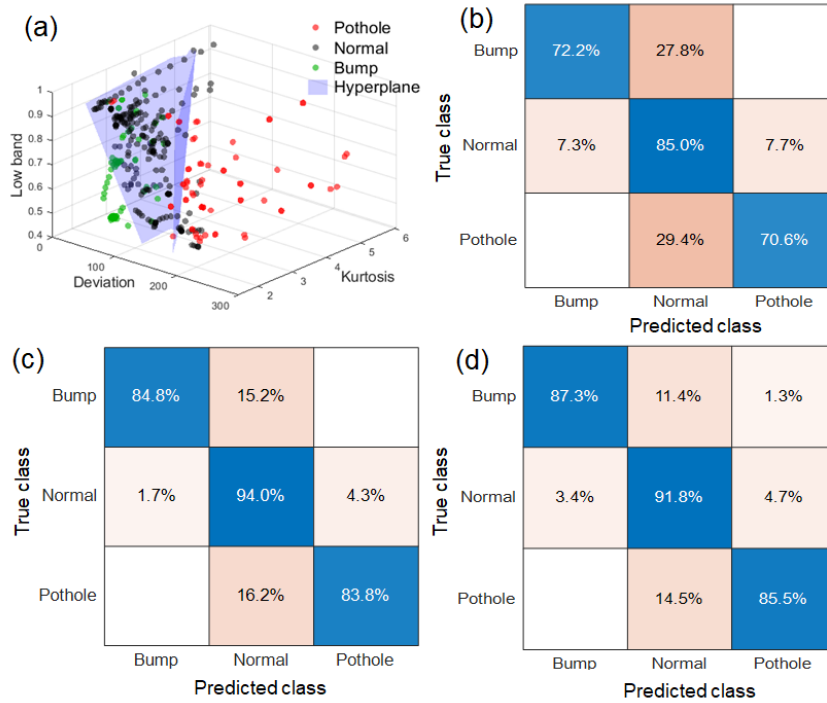 (a)
Pothole
Normal
Bump
Hyperplane
Low band
1
0.9
0.8
0.7
0.6
0.5
0.4
0
100
200
300
Deviation
2
3
4
5
6
Kurtosis
(b)
True class
Bump
72.2%
27.8%
Normal
7.3%
85.0%
7.7%
Pothole
29.4%
70.6%
Bump
Normal
Pothole
Predicted class
(c)
True class
Bump
84.8%
15.2%
Normal
1.7%
94.0%
4.3%
Pothole
16.2%
83.8%
Bump
Normal
Pothole
Predicted class
(d)
True class
Bump
87.3%
11.4%
1.3%
Normal
3.4%
91.8%
4.7%
Pothole
14.5%
85.5%
Bump
Normal
Pothole
Predicted class